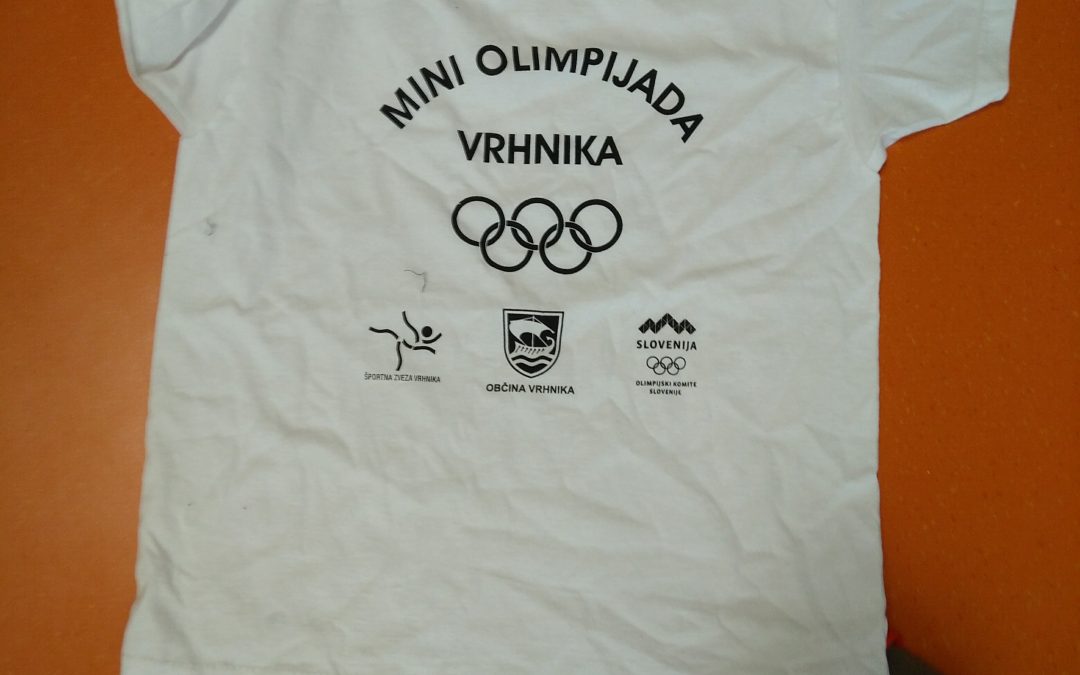 MINI OLIMPIJADA
VRHNIKA
ŠPORTNA ZVEZA VRHNIKA
OBČINA VRHNIKA
SLOVENIJA
OLIMPIJSKI KOMITE
SLOVENIJE